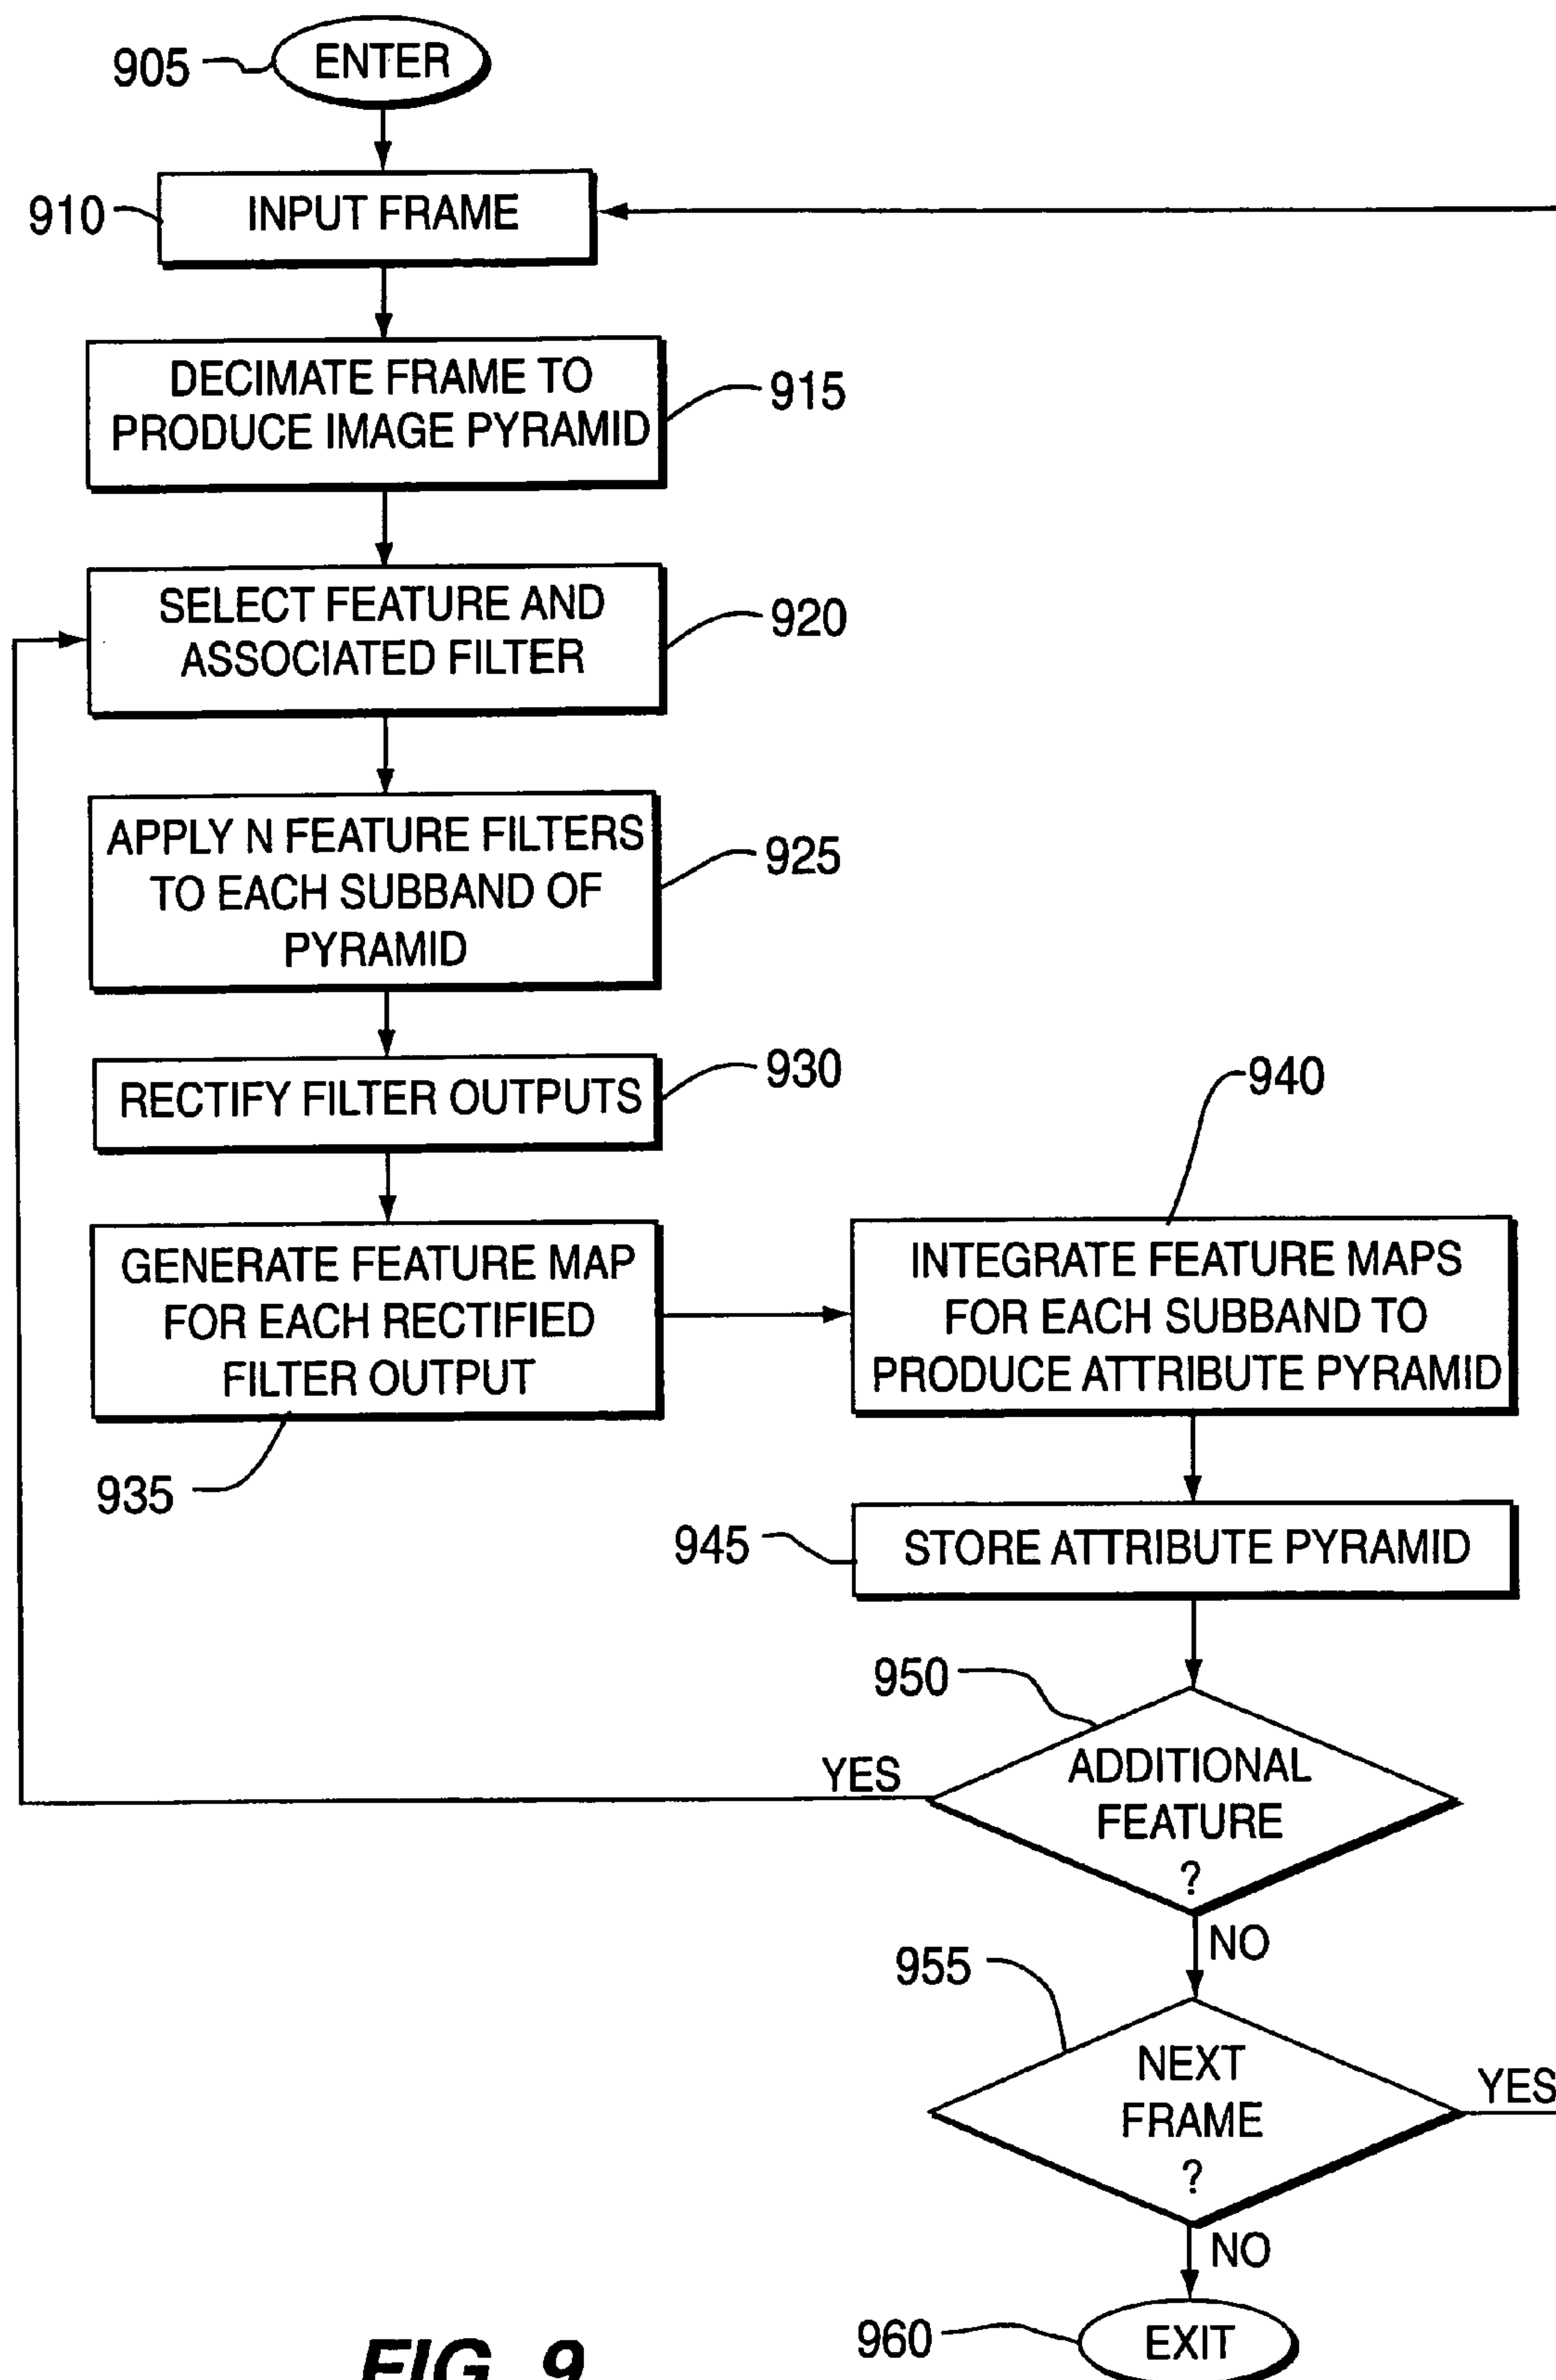 905
ENTER
910
INPUT FRAME
DECIMATE FRAME TO
PRODUCE IMAGE PYRAMID
915
SELECT FEATURE AND
ASSOCIATED FILTER
920
APPLY N FEATURE FILTERS
TO EACH SUBBAND OF
PYRAMID
925
RECTIFY FILTER OUTPUTS
930
GENERATE FEATURE MAP
FOR EACH RECTIFIED
FILTER OUTPUT
935
940
INTEGRATE FEATURE MAPS
FOR EACH SUBBAND TO
PRODUCE ATTRIBUTE PYRAMID
945
STORE ATTRIBUTE PYRAMID
950
YES
ADDITIONAL
FEATURE
?
NO
955
NEXT
FRAME
?
YES
NO
960
EXIT
FIG. 9